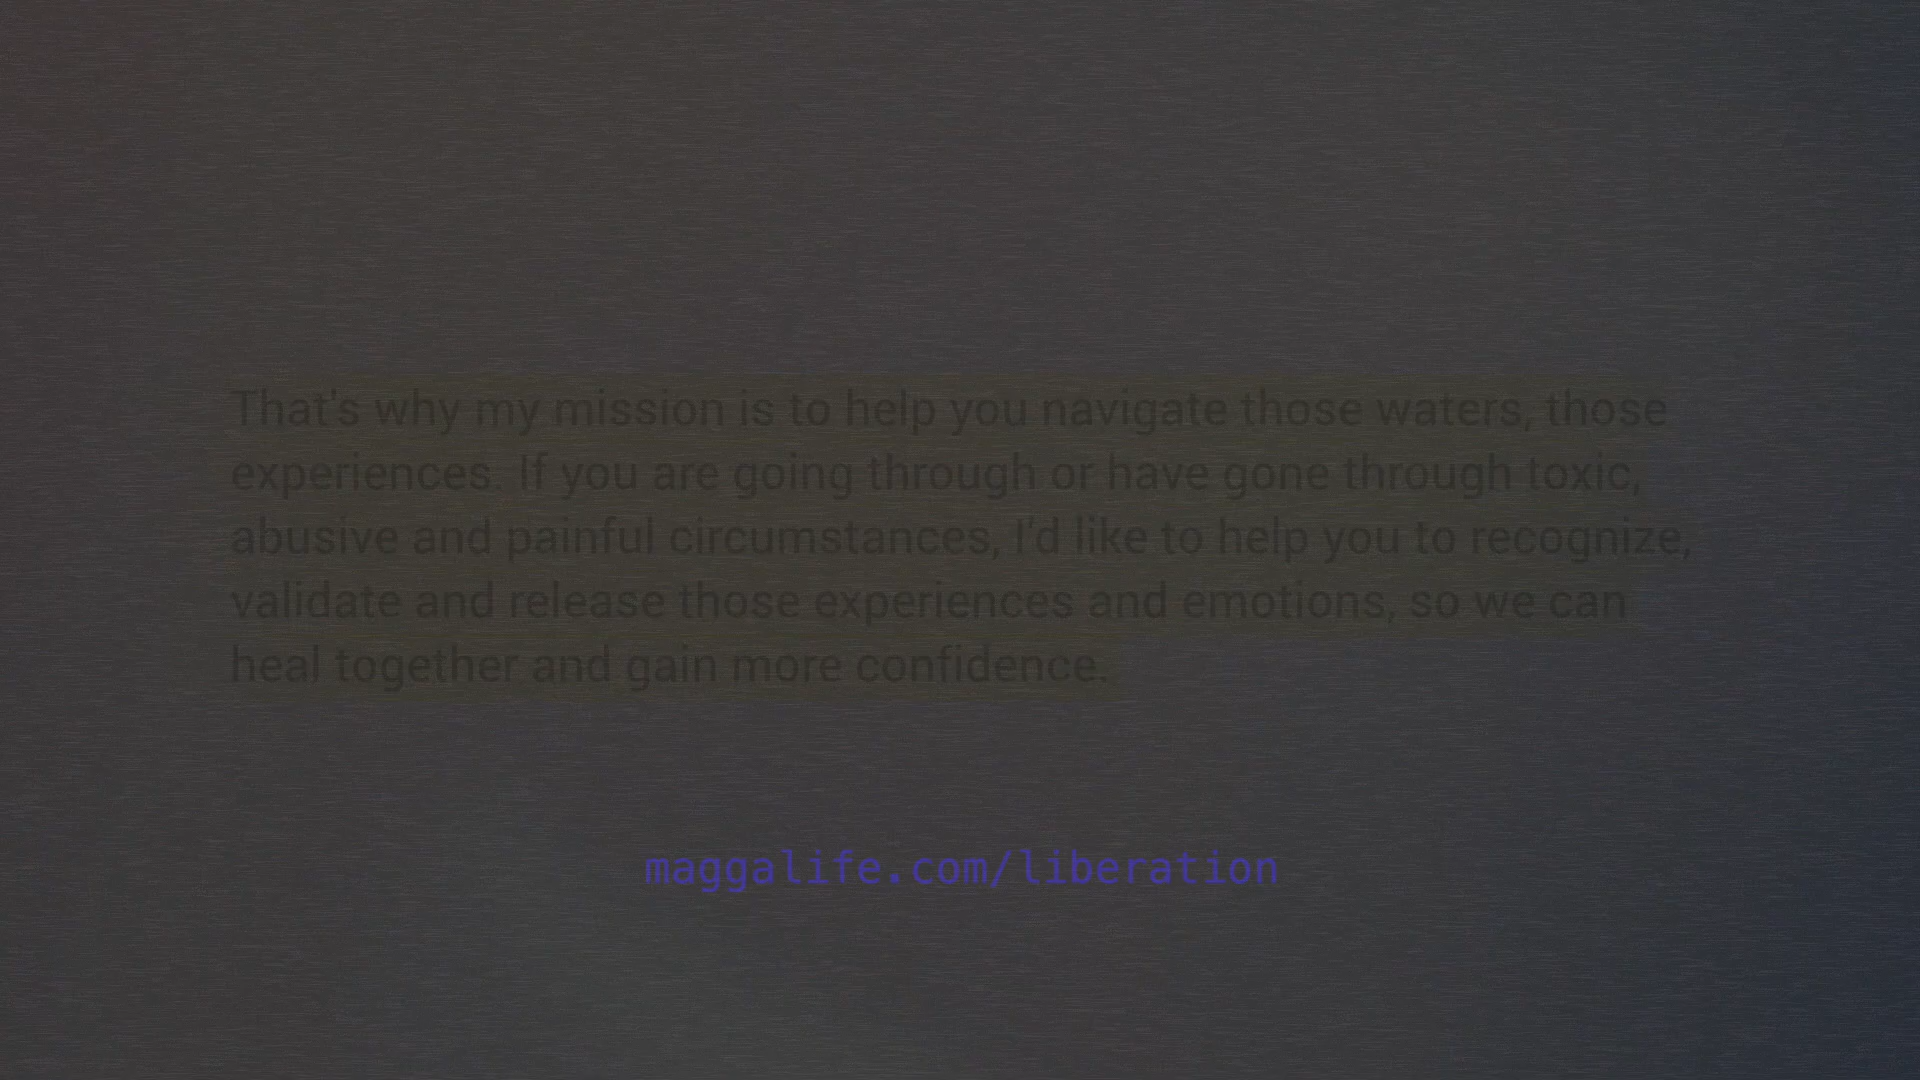 That's why my mission is to help you navigate those waters, those
experiences. If you are going through or have gone through toxic,
abusive and painful circumstances, I'd like to help you to recognize,
validate and release those experiences and emotions, so we can
heal together and gain more confidence.
maggalife.com/liberation